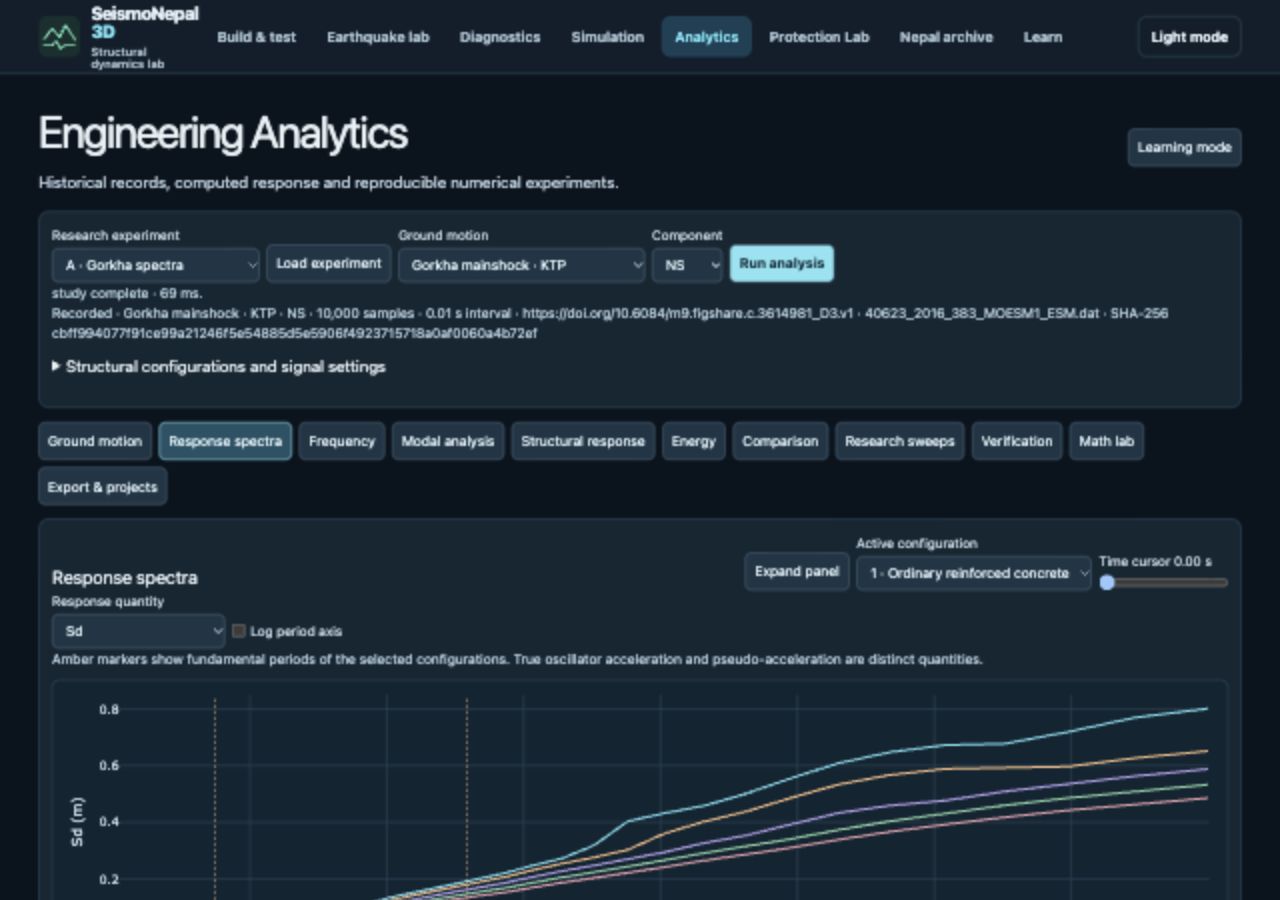 SeismoNepal
3D
Structural
dynamics lab
Build & test
Earthquake lab
Diagnostics
Simulation
Analytics
Protection Lab
Nepal archive
Learn
Light mode
Engineering Analytics
Learning mode
Historical records, computed response and reproducible numerical experiments.
Research experiment
Ground motion
Component
A · Gorkha spectra
Load experiment
Gorkha mainshock · KTP
NS
Run analysis
study complete · 69 ms.
Recorded · Gorkha mainshock · KTP · NS · 10,000 samples · 0.01 s interval · https://doi.org/10.6084/m9.figshare.c.3614981_D3.v1 · 40623_2016_383_MOESM1_ESM.dat · SHA-256
cbff994077f91ce99a21246f5e54885d5e5906f4923715718a0af0060a4b72ef
Structural configurations and signal settings
Ground motion
Response spectra
Frequency
Modal analysis
Structural response
Energy
Comparison
Research sweeps
Verification
Math lab
Export & projects
Response spectra
Expand panel
Active configuration
1 · Ordinary reinforced concrete
Time cursor 0.00 s
Response quantity
Sd
Log period axis
Amber markers show fundamental periods of the selected configurations. True oscillator acceleration and pseudo-acceleration are distinct quantities.
0.8
0.6
0.4
0.2
Sd (m)